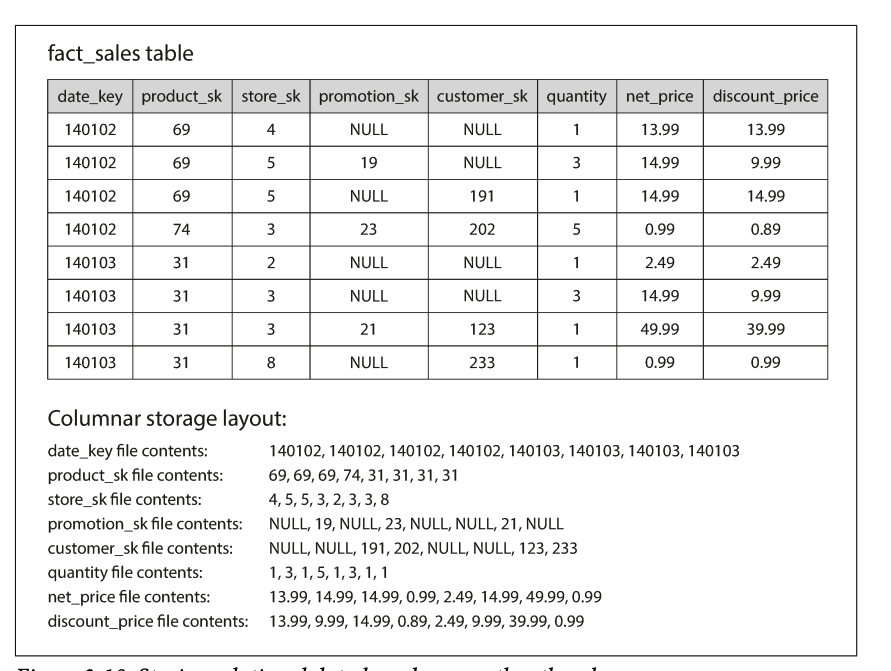 fact_sales table
date_key product_sk store_sk promotion_sk customer_sk quantity net_price discount_price
140102 69 4 NULL NULL 1 13.99 13.99
140102 69 5 19 NULL 3 14.99 9.99
140102 69 5 NULL 191 1 14.99 14.99
140102 74 3 23 202 5 0.99 0.89
140103 31 2 NULL NULL 1 2.49 2.49
140103 31 3 NULL NULL 3 14.99 9.99
140103 31 3 21 123 1 49.99 39.99
140103 31 8 NULL 233 1 0.99 0.99
Columnar storage layout:
date_key file contents: 140102, 140102, 140102, 140102, 140103, 140103, 140103, 140103
product_sk file contents: 69, 69, 69, 74, 31, 31, 31, 31
store_sk file contents: 4, 5, 5, 3, 2, 3, 3, 8
promotion_sk file contents: NULL, 19, NULL, 23, NULL, NULL, 21, NULL
customer_sk file contents: NULL, NULL, 191, 202, NULL, NULL, 123, 233
quantity file contents: 1, 3, 1, 5, 1, 3, 1, 1
net_price file contents: 13.99, 14.99, 14.99, 0.99, 2.49, 14.99, 49.99, 0.99
discount_price file contents: 13.99, 9.99, 14.99, 0.89, 2.49, 9.99, 39.99, 0.99